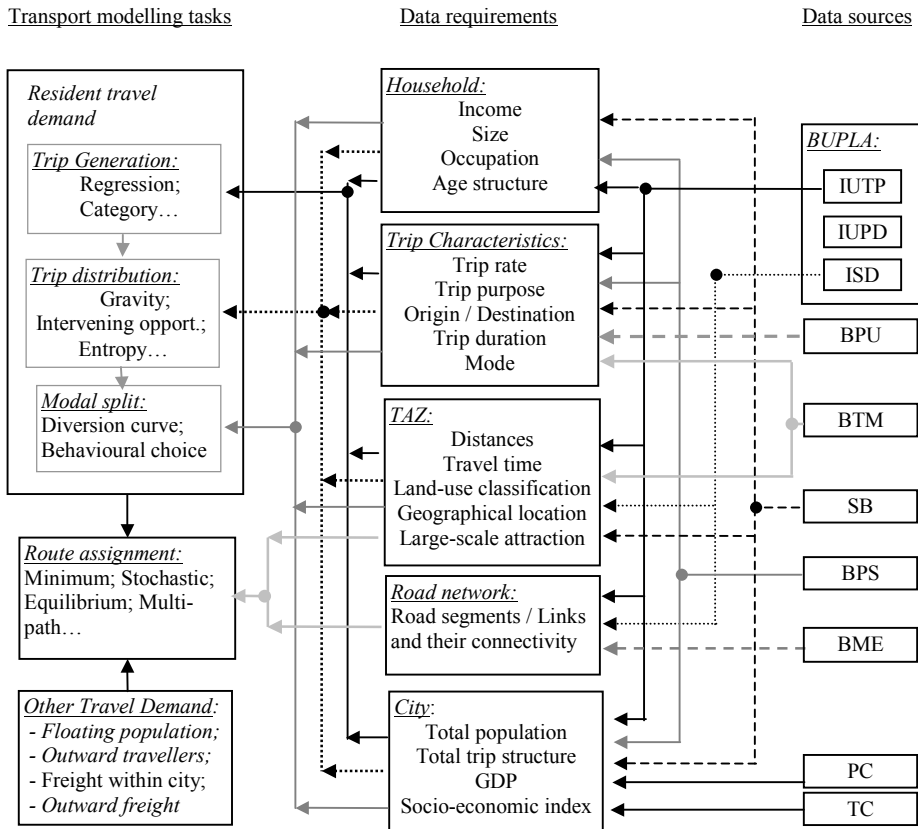 Transport modelling tasks
Data requirements
Data sources
Resident travel
demand
Trip Generation:
Regression;
Category…
Trip distribution:
Gravity;
Intervening opport.;
Entropy…
Modal split:
Diversion curve;
Behavioural choice
Route assignment:
Minimum; Stochastic;
Equilibrium; Multi-
path…
Other Travel Demand:
- Floating population;
- Outward travellers;
- Freight within city;
- Outward freight
Household:
Income
Size
Occupation
Age structure
Trip Characteristics:
Trip rate
Trip purpose
Origin / Destination
Trip duration
Mode
TAZ:
Distances
Travel time
Land-use classification
Geographical location
Large-scale attraction
Road network:
Road segments / Links
and their connectivity
City:
Total population
Total trip structure
GDP
Socio-economic index
BUPLA:
IUTP
IUPD
ISD
BPU
BTM
SB
BPS
BME
PC
TC